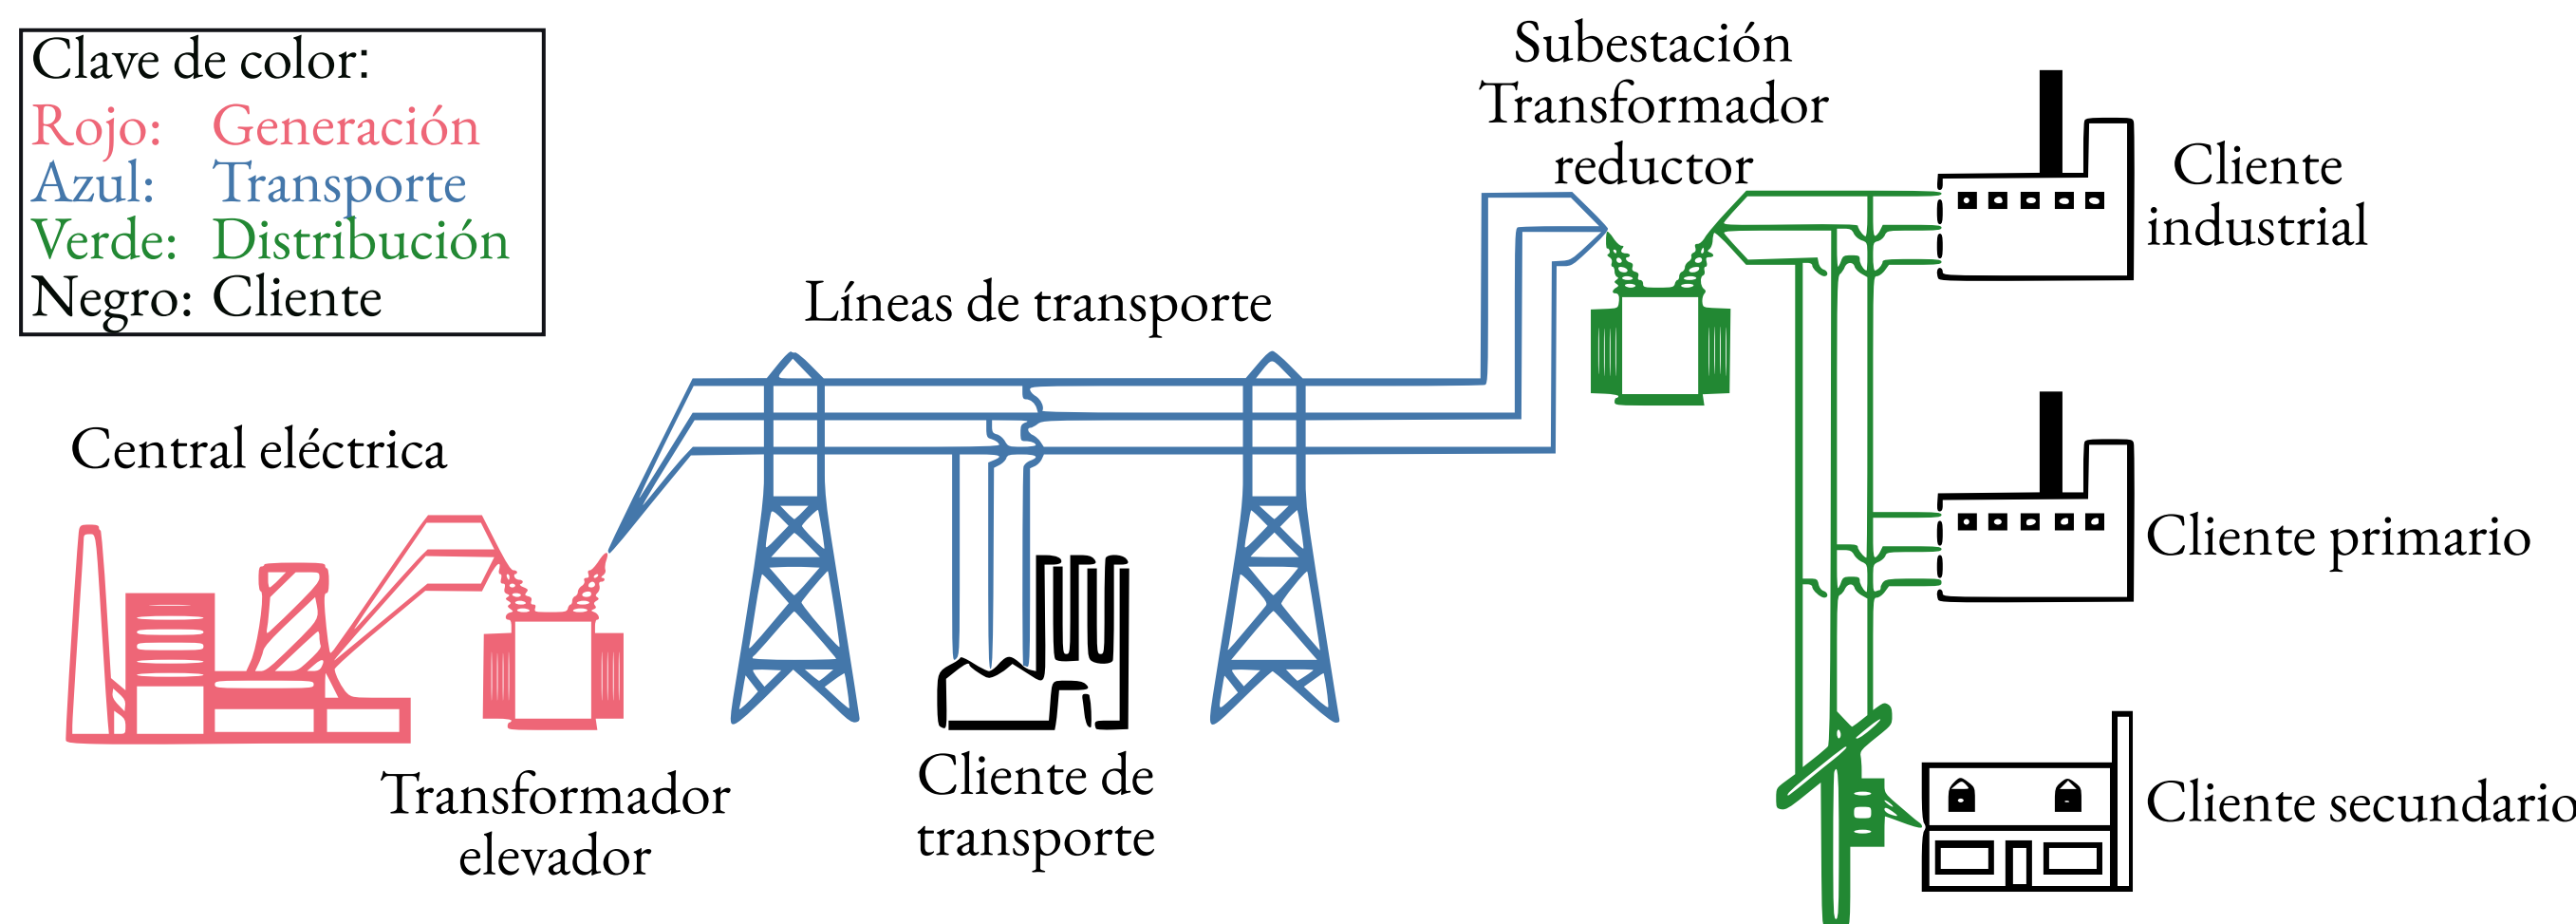 Clave de color:
Rojo: Generación
Azul: Transporte
Verde: Distribución
Negro: Cliente
Central eléctrica
Transformador
elevador
Líneas de transporte
Cliente de
transporte
Subestación
Transformador
reductor
Cliente
industrial
Cliente primario
Cliente secundario